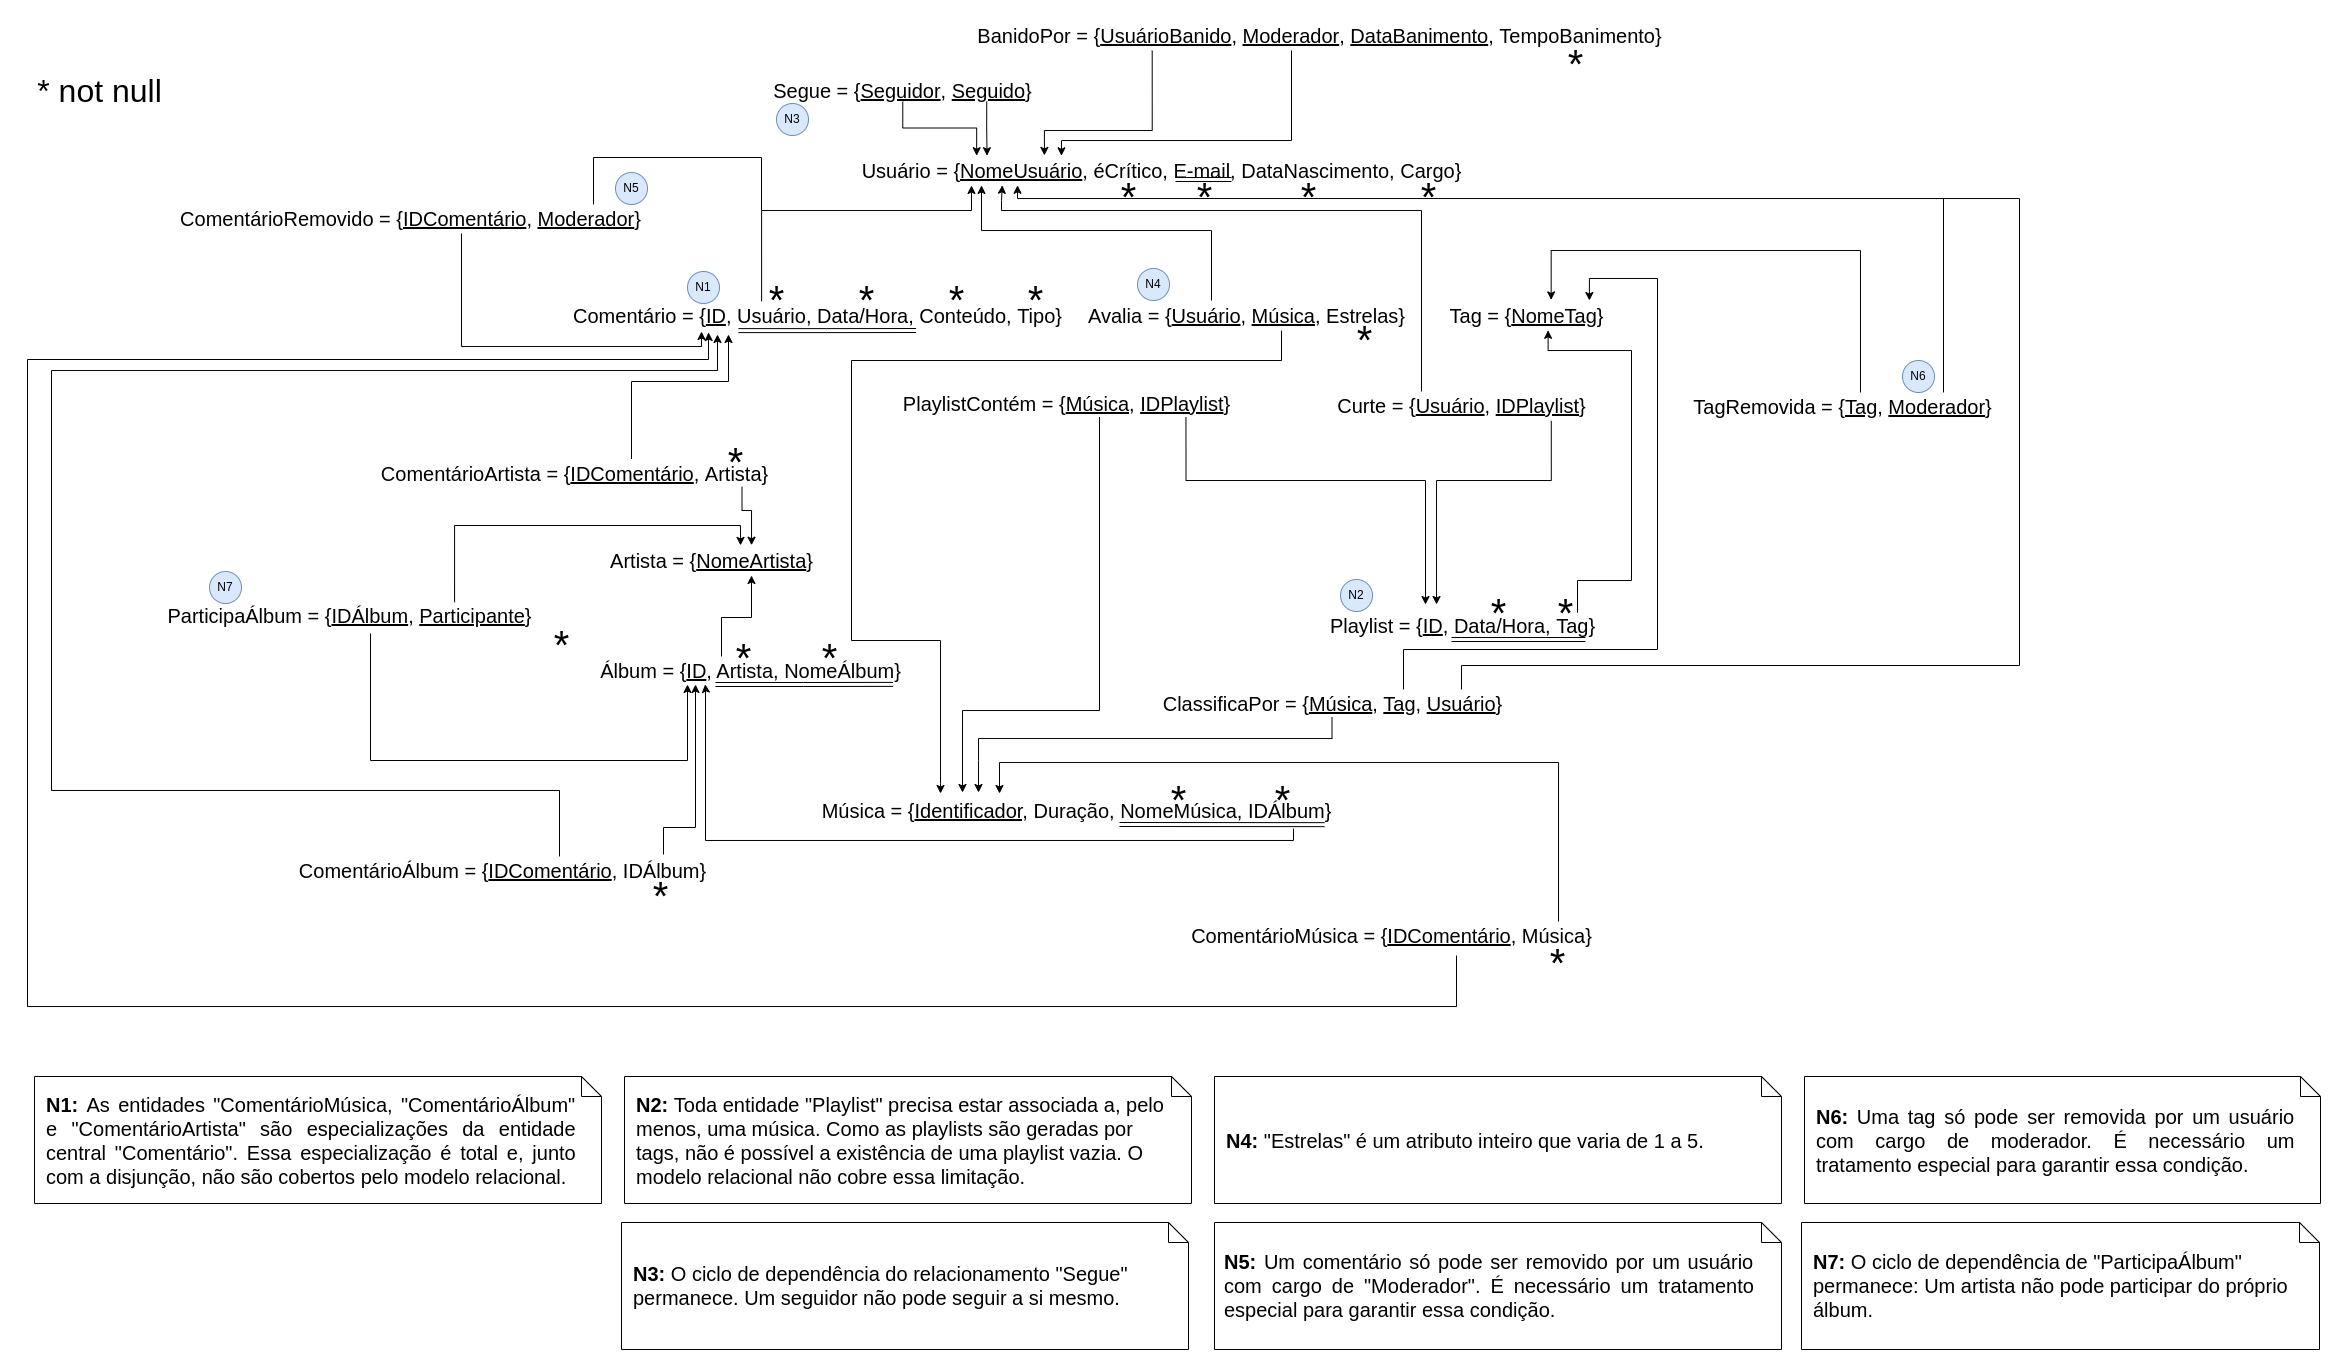 BanidoPor = {UsuárioBanido, Moderador, DataBanimento, TempoBanimento}
*
* not null
Segue = {Seguidor, Seguido}
N3
Usuário = {NomeUsuário, éCrítico, E-mail, DataNascimento, Cargo}
* * * *
N5
ComentárioRemovido = {IDComentário, Moderador}
N1
* * * *
Comentário = {ID, Usuário, Data/Hora, Conteúdo, Tipo}
N4
Avalia = {Usuário, Música, Estrelas}
*
Tag = {NomeTag}
PlaylistContém = {Música, IDPlaylist}
Curte = {Usuário, IDPlaylist}
N6
TagRemovida = {Tag, Moderador}
*
ComentárioArtista = {IDComentário, Artista}
Artista = {NomeArtista}
N7
ParticipaÁlbum = {IDÁlbum, Participante}
*
N2
* *
Playlist = {ID, Data/Hora, Tag}
* *
Álbum = {ID, Artista, NomeÁlbum}
ClassificaPor = {Música, Tag, Usuário}
* *
Música = {Identificador, Duração, NomeMúsica, IDÁlbum}
ComentárioÁlbum = {IDComentário, IDÁlbum}
*
ComentárioMúsica = {IDComentário, Música}
*
N1: As entidades "ComentárioMúsica, "ComentárioÁlbum"
e "ComentárioArtista" são especializações da entidade
central "Comentário". Essa especialização é total e, junto
com a disjunção, não são cobertos pelo modelo relacional.
N2: Toda entidade "Playlist" precisa estar associada a, pelo
menos, uma música. Como as playlists são geradas por
tags, não é possível a existência de uma playlist vazia. O
modelo relacional não cobre essa limitação.
N4: "Estrelas" é um atributo inteiro que varia de 1 a 5.
N6: Uma tag só pode ser removida por um usuário
com cargo de moderador. É necessário um
tratamento especial para garantir essa condição.
N3: O ciclo de dependência do relacionamento "Segue"
permanece. Um seguidor não pode seguir a si mesmo.
N5: Um comentário só pode ser removido por um usuário
com cargo de "Moderador". É necessário um tratamento
especial para garantir essa condição.
N7: O ciclo de dependência de "ParticipaÁlbum"
permanece: Um artista não pode participar do próprio
álbum.